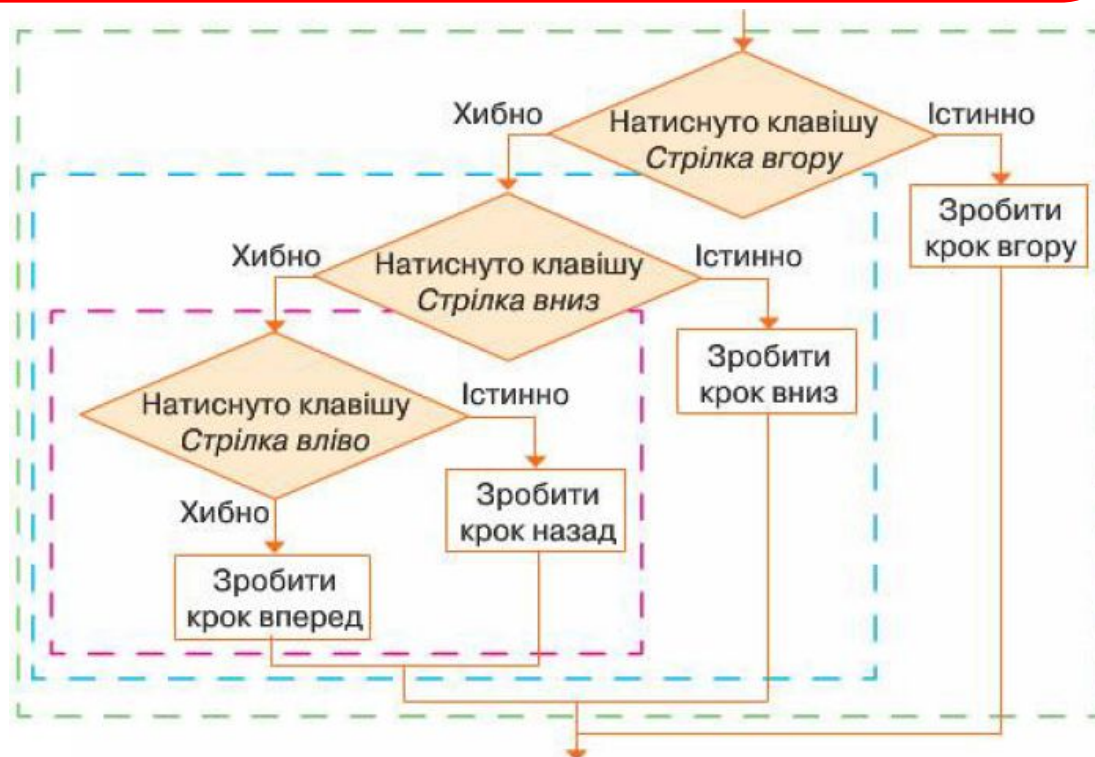 Хибно
Натиснуто клавішу
Стрілка вгору
Істинно
Зробити
крок вгору
Хибно
Натиснуто клавішу
Стрілка вниз
Істинно
Зробити
крок вниз
Натиснуто клавішу
Стрілка вліво
Істинно
Зробити
крок назад
Хибно
Зробити
крок вперед